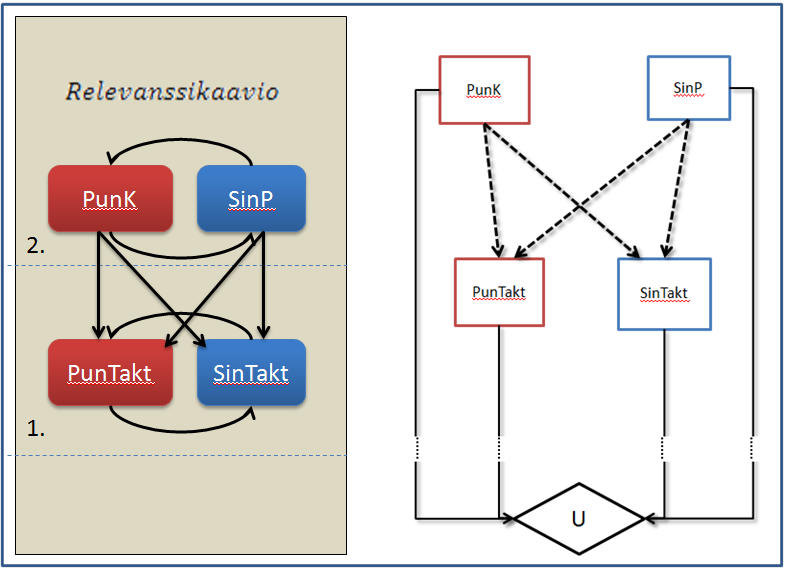 Relevanssikaavio
PunK
SinP
2.
PunTakt
SinTakt
1.
PunK
SinP
PunTakt
SinTakt
U